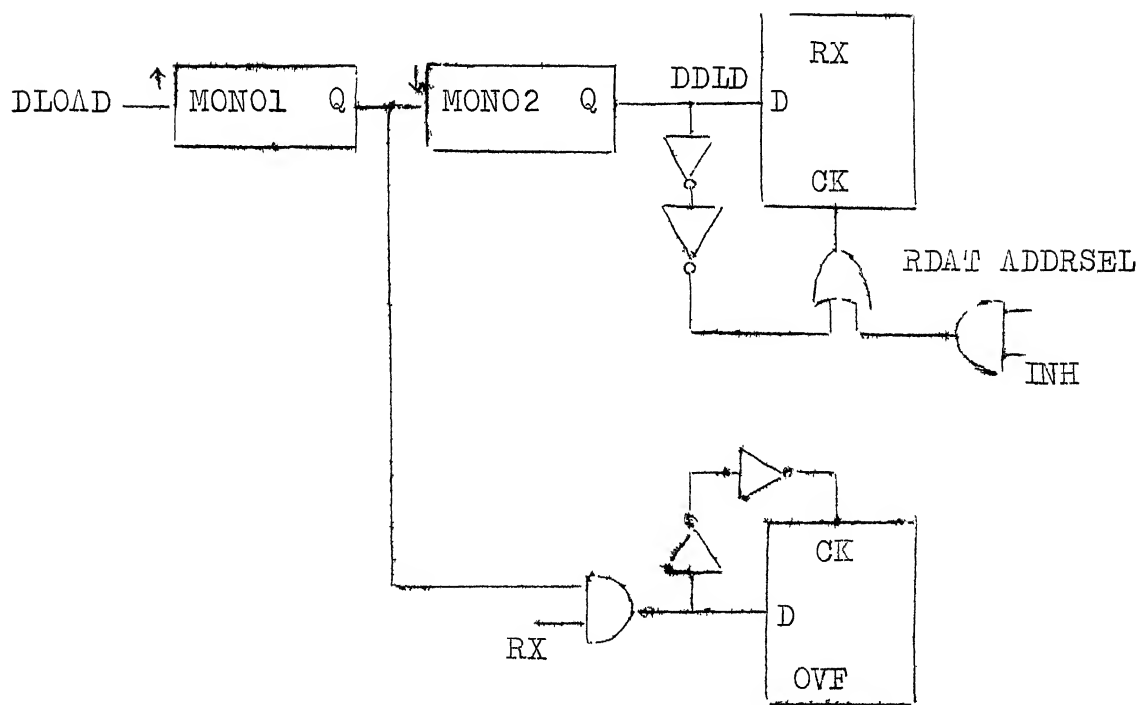 RX
DDLD
DLOAD
MONO1 Q
MONO2 Q
D
CK
RDAT ADDRSEL
INH
CK
D
RX
OVF